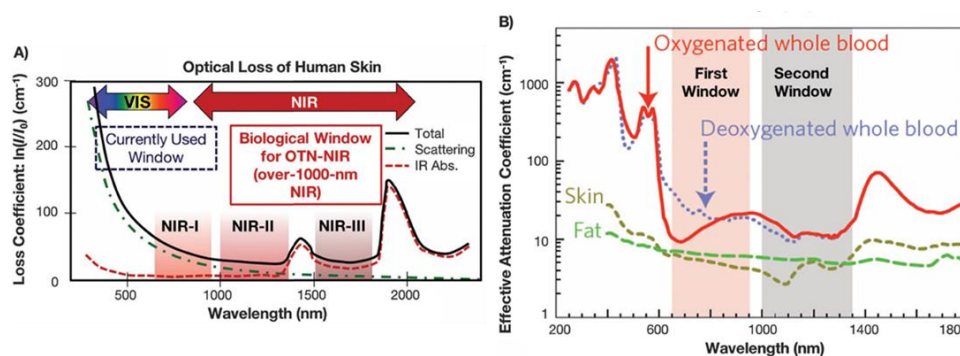 A)
Optical Loss of Human Skin
Loss Coefficient: ln(I/I₀) (cm⁻¹)
300
200
100
0
VIS
NIR
Currently Used
Window
Biological Window
for OTN-NIR
(over-1000-nm
NIR)
Total
Scattering
IR Abs.
NIR-I
NIR-II
NIR-III
500
1000
1500
2000
Wavelength (nm)
B)
Effective Attenuation Coefficient (cm⁻¹)
1000
100
10
1
Oxygenated whole blood
First
Window
Second
Window
Deoxygenated whole blood
Skin
Fat
200
600
1000
1400
1800
Wavelength (nm)